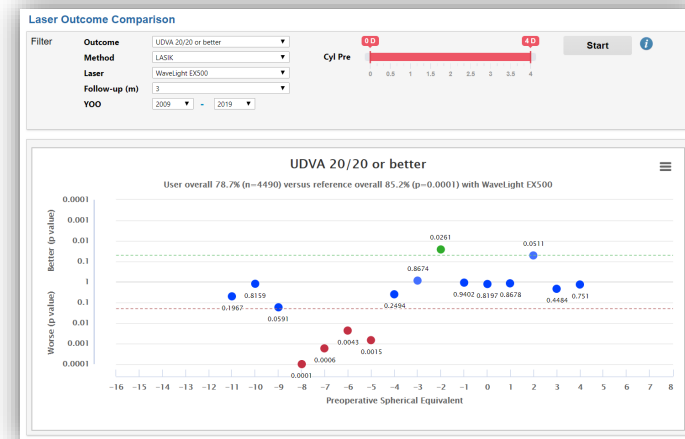 Laser Outcome Comparison
Filter
Outcome UDVA 20/20 or better
Method LASIK
Laser WaveLight EX500
Follow-up (m) 3
YOO 2009 - 2019
Cyl Pre
0 D 4 D
0 0.5 1 1.5 2 2.5 3 3.5 4
Start
i
UDVA 20/20 or better
User overall 78.7% (n=4490) versus reference overall 85.2% (p=0.0001) with WaveLight EX500
Better (p value)
Worse (p value)
0.0001
0.001
0.01
0.1
1
0.1
0.01
0.001
0.0001
0.1967
0.8159
0.0591
0.0001
0.0006
0.0043
0.0015
0.2494
0.8674
0.0261
0.9402
0.8197
0.8678
0.0511
0.4484
0.751
-16 -15 -14 -13 -12 -11 -10 -9 -8 -7 -6 -5 -4 -3 -2 -1 0 1 2 3 4 5 6 7 8
Preoperative Spherical Equivalent